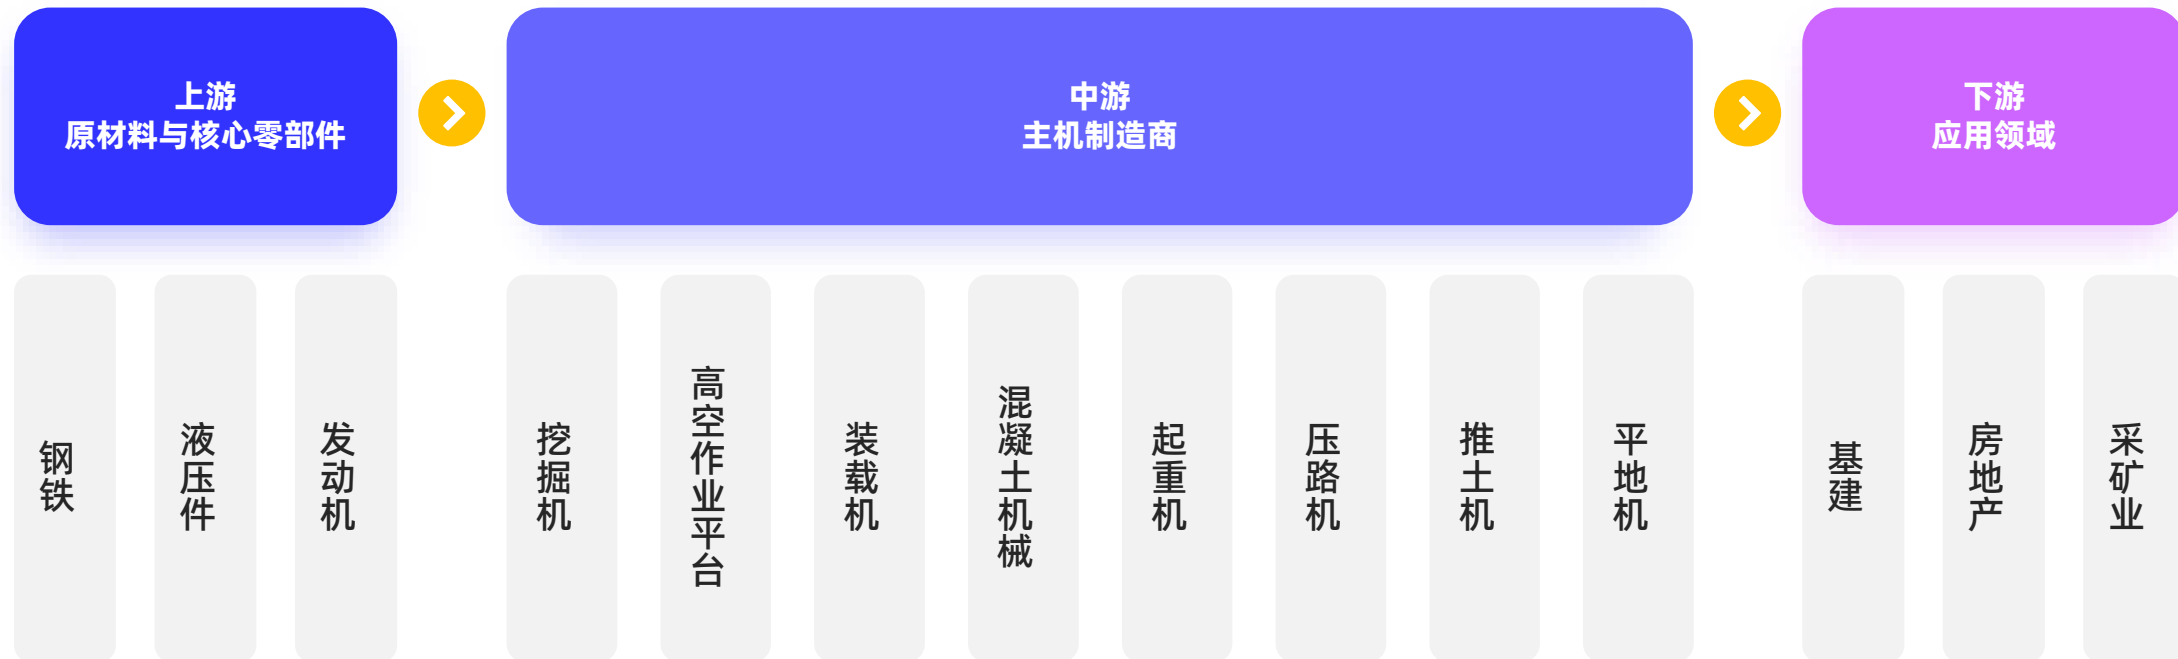 上游
原材料与核心零部件
中游
主机制造商
下游
应用领域
钢铁
液压件
发动机
挖掘机
高空作业平台
装载机
混凝土机械
起重机
压路机
推土机
平地机
基建
房地产
采矿业